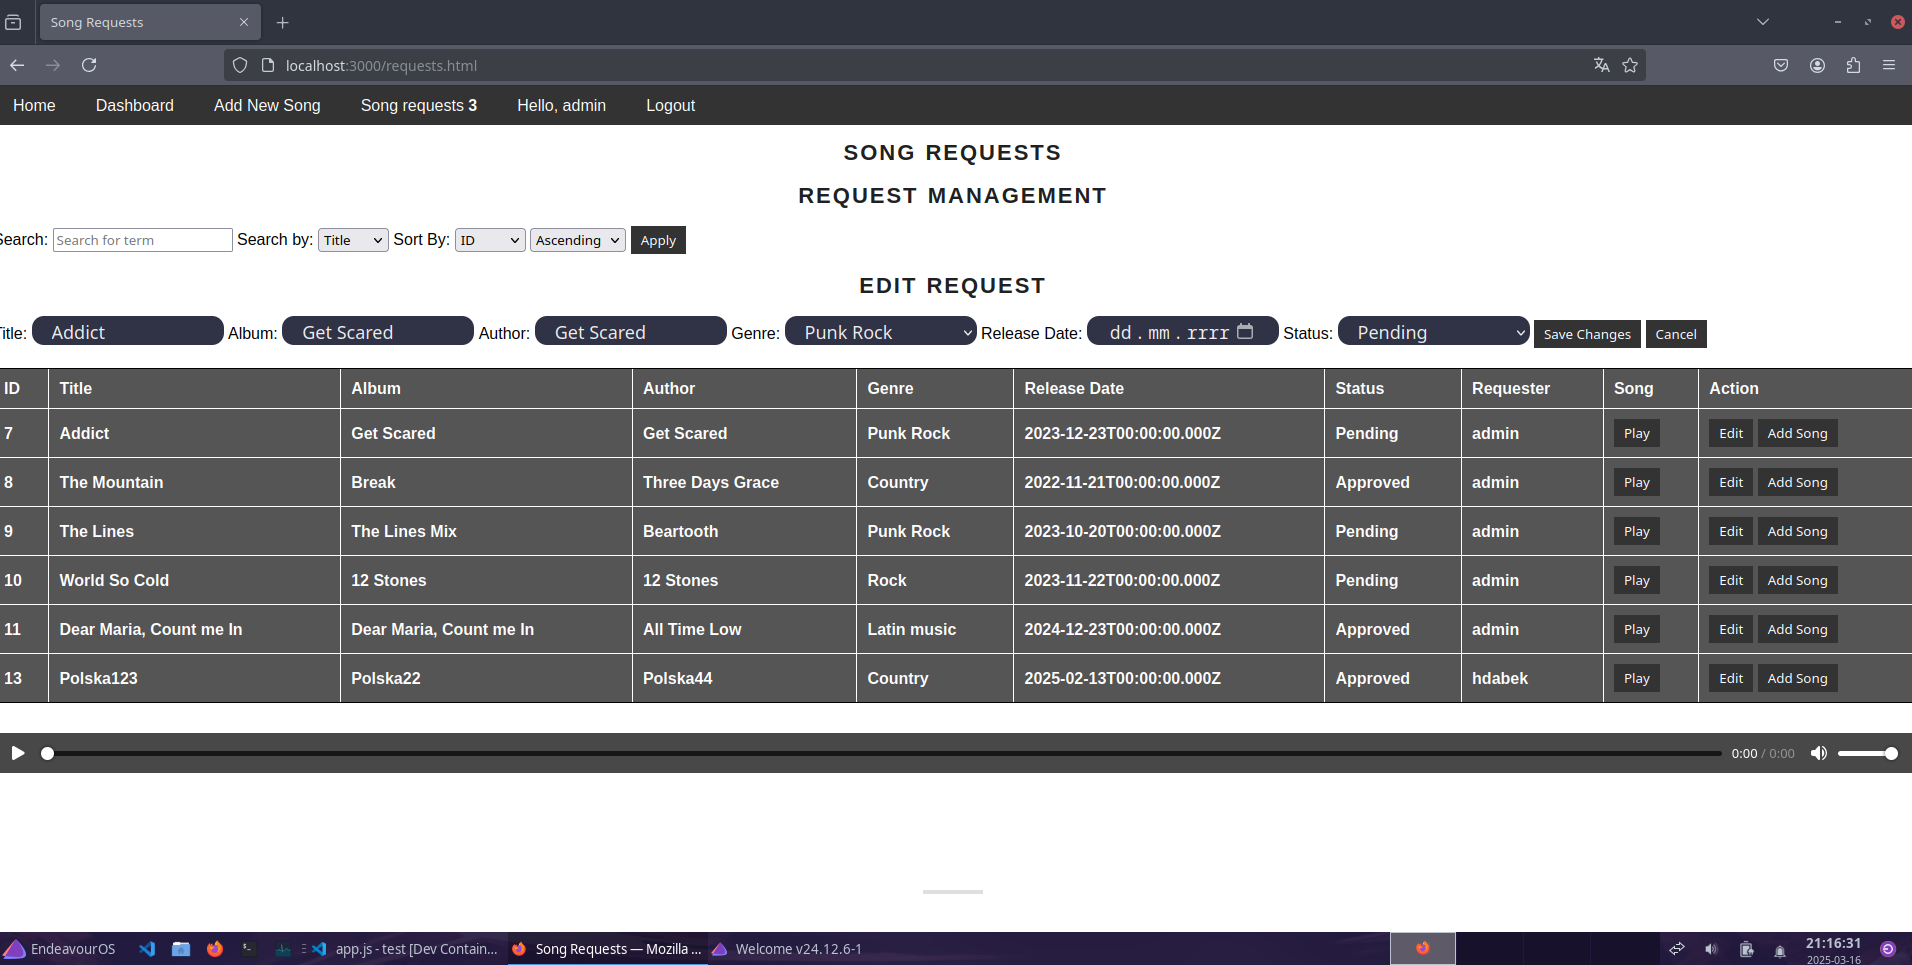 Song Requests
localhost:3000/requests.html
Home Dashboard Add New Song Song requests 3 Hello, admin Logout
SONG REQUESTS
REQUEST MANAGEMENT
Search: Search for term Search by: Title Sort By: ID Ascending Apply
EDIT REQUEST
Title: Addict Album: Get Scared Author: Get Scared Genre: Punk Rock Release Date: dd.mm.rrrr Status: Pending Save Changes Cancel
ID Title Album Author Genre Release Date Status Requester Song Action
7 Addict Get Scared Get Scared Punk Rock 2023-12-23T00:00:00.000Z Pending admin Play Edit Add Song
8 The Mountain Break Three Days Grace Country 2022-11-21T00:00:00.000Z Approved admin Play Edit Add Song
9 The Lines The Lines Mix Beartooth Punk Rock 2023-10-20T00:00:00.000Z Pending admin Play Edit Add Song
10 World So Cold 12 Stones 12 Stones Rock 2023-11-22T00:00:00.000Z Pending admin Play Edit Add Song
11 Dear Maria, Count me In Dear Maria, Count me In All Time Low Latin music 2024-12-23T00:00:00.000Z Approved admin Play Edit Add Song
13 Polska123 Polska22 Polska44 Country 2025-02-13T00:00:00.000Z Approved hdabek Play Edit Add Song
0:00 / 0:00
EndeavourOS app.js - test [Dev Contain... Song Requests — Mozilla ... Welcome v24.12.6-1 21:16:31
2025-03-16